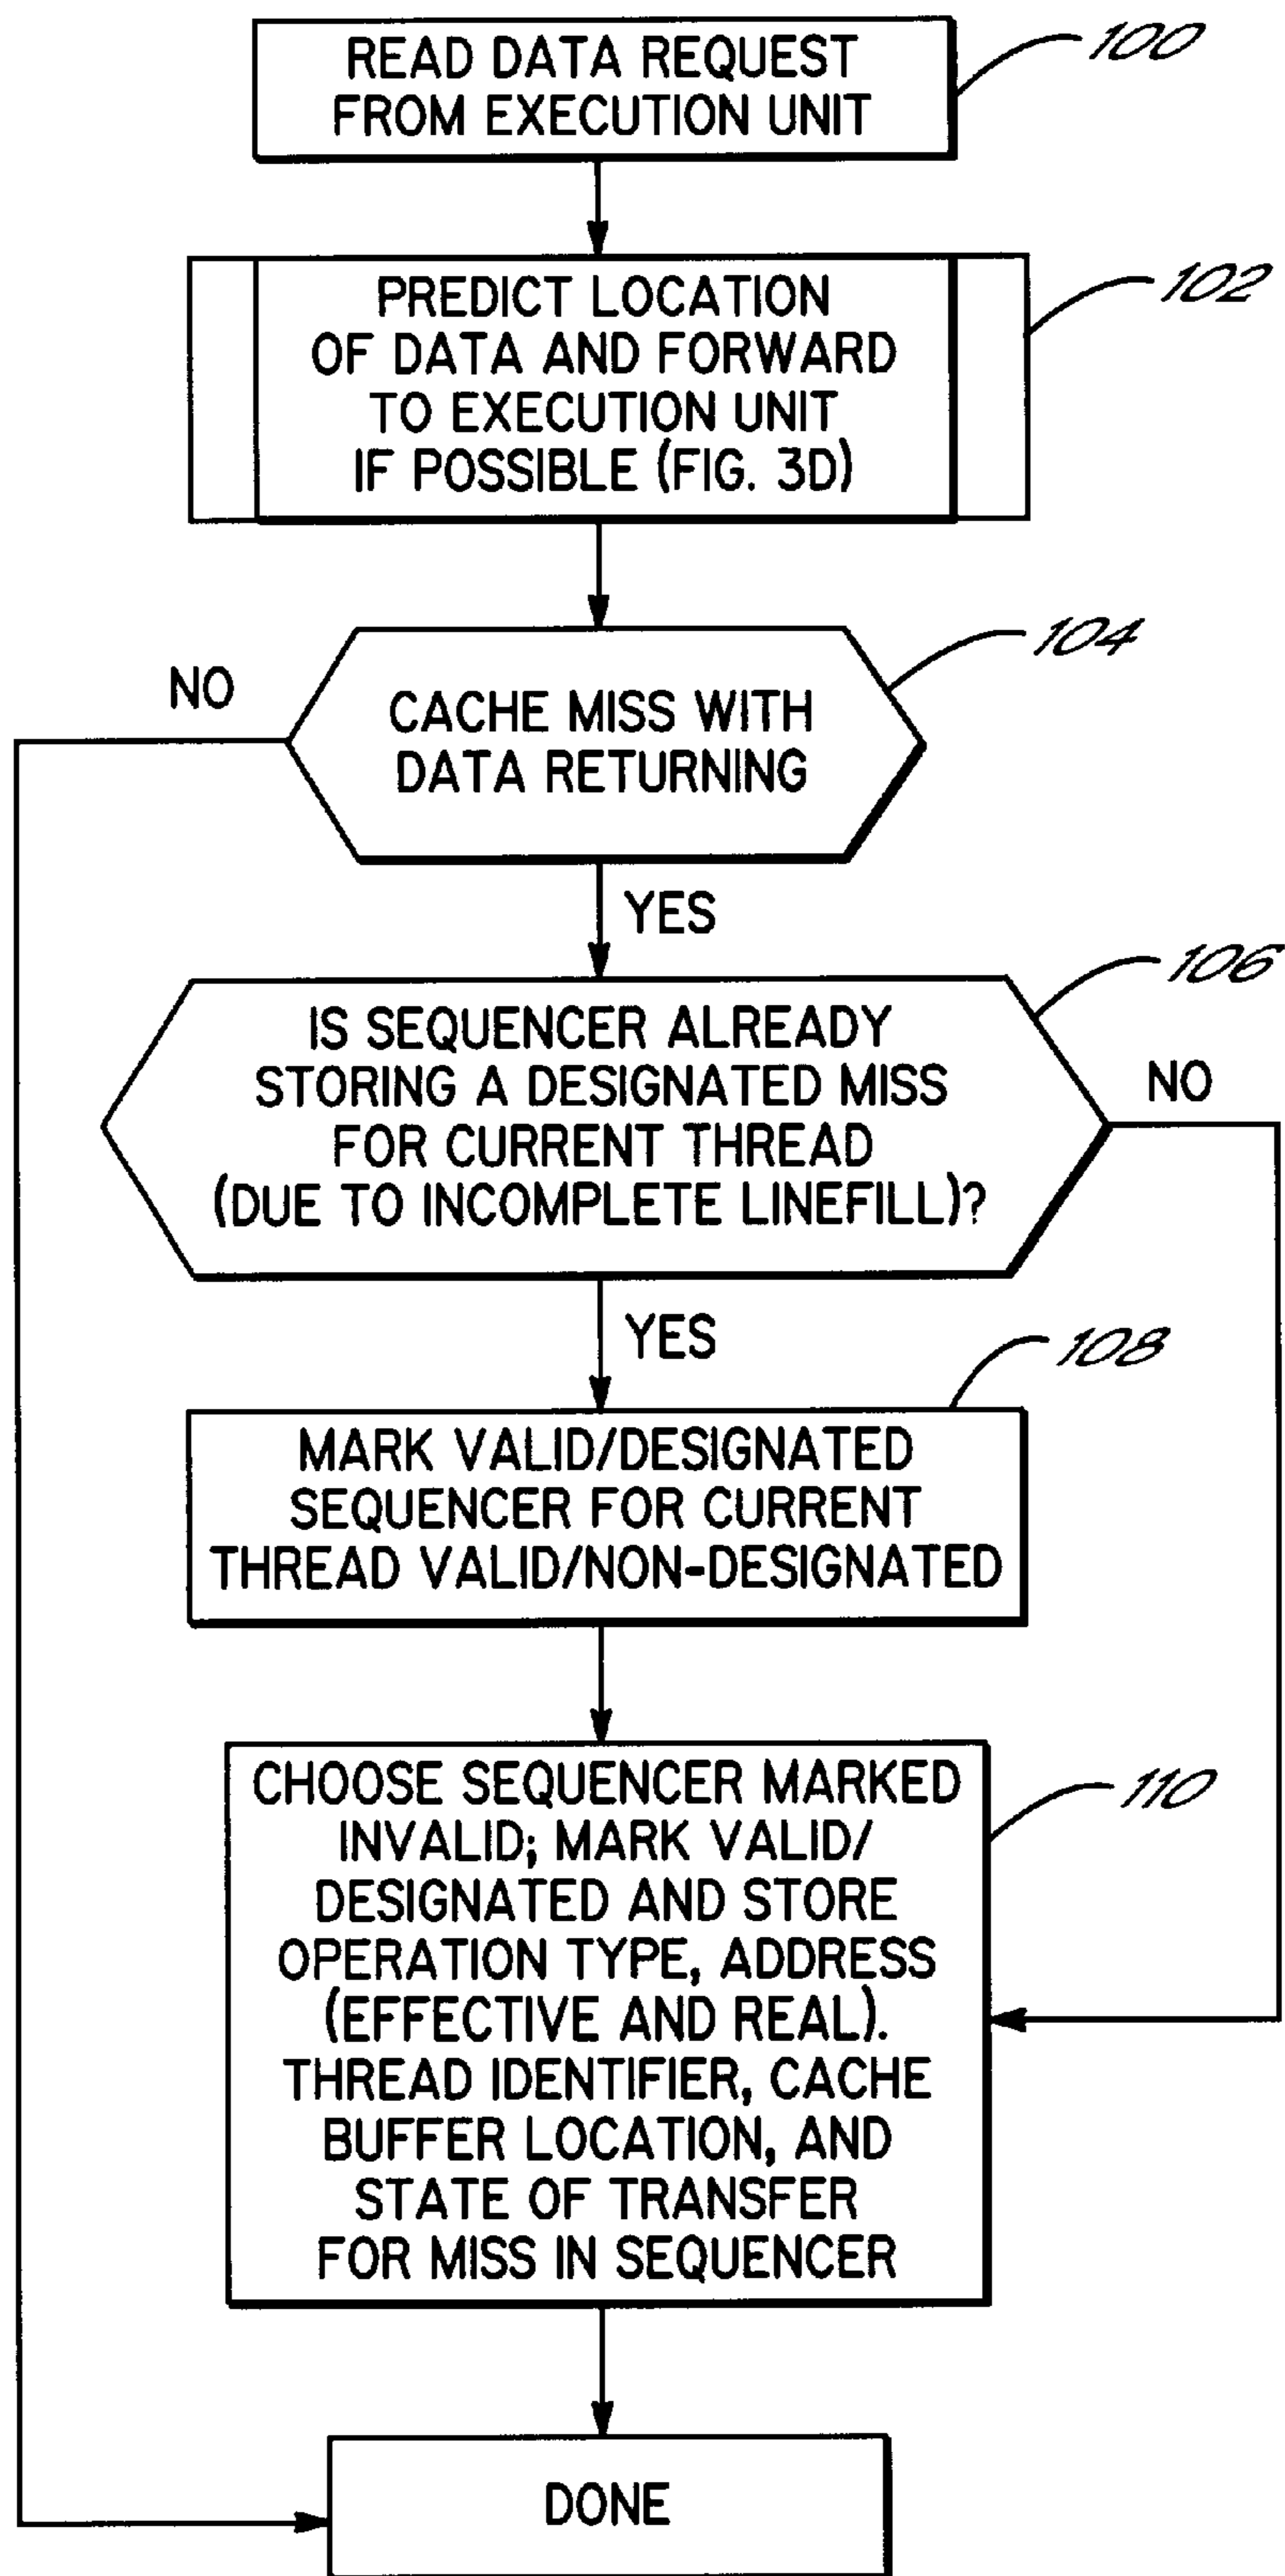 READ DATA REQUEST
FROM EXECUTION UNIT
100
PREDICT LOCATION
OF DATA AND FORWARD
TO EXECUTION UNIT
IF POSSIBLE (FIG. 3D)
102
NO
CACHE MISS WITH
DATA RETURNING
104
YES
IS SEQUENCER ALREADY
STORING A DESIGNATED MISS
FOR CURRENT THREAD
(DUE TO INCOMPLETE LINEFILL)?
106
NO
YES
MARK VALID/DESIGNATED
SEQUENCER FOR CURRENT
THREAD VALID/NON-DESIGNATED
108
CHOOSE SEQUENCER MARKED
INVALID; MARK VALID/
DESIGNATED AND STORE
OPERATION TYPE, ADDRESS
(EFFECTIVE AND REAL).
THREAD IDENTIFIER, CACHE
BUFFER LOCATION, AND
STATE OF TRANSFER
FOR MISS IN SEQUENCER
110
DONE